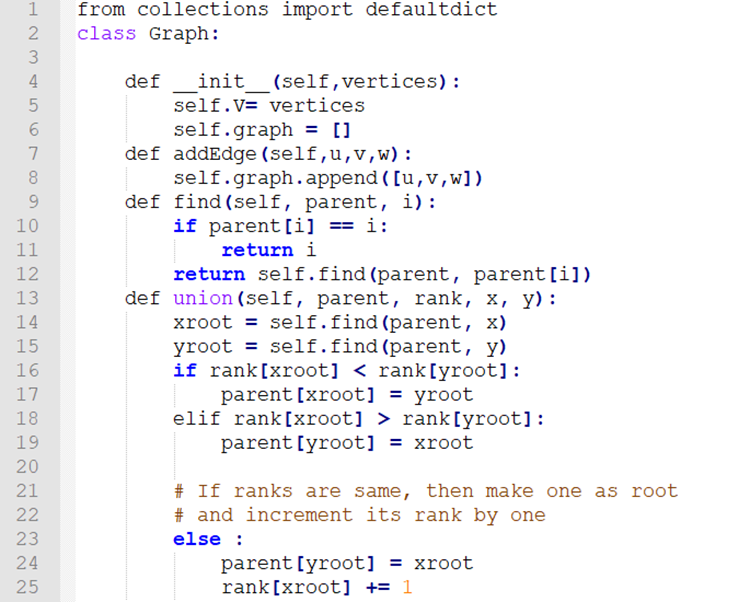 1 from collections import defaultdict
2 class Graph:
3
4     def __init__(self,vertices):
5         self.V= vertices
6         self.graph = []
7     def addEdge(self,u,v,w):
8         self.graph.append([u,v,w])
9     def find(self, parent, i):
10         if parent[i] == i:
11             return i
12         return self.find(parent, parent[i])
13     def union(self, parent, rank, x, y):
14         xroot = self.find(parent, x)
15         yroot = self.find(parent, y)
16         if rank[xroot] < rank[yroot]:
17             parent[xroot] = yroot
18         elif rank[xroot] > rank[yroot]:
19             parent[yroot] = xroot
20
21         # If ranks are same, then make one as root
22         # and increment its rank by one
23         else :
24             parent[yroot] = xroot
25             rank[xroot] += 1